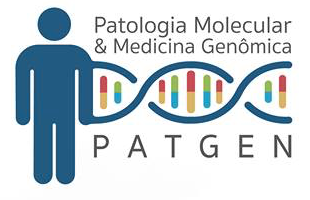 Patologia Molecular
& Medicina Genômica
PATGEN